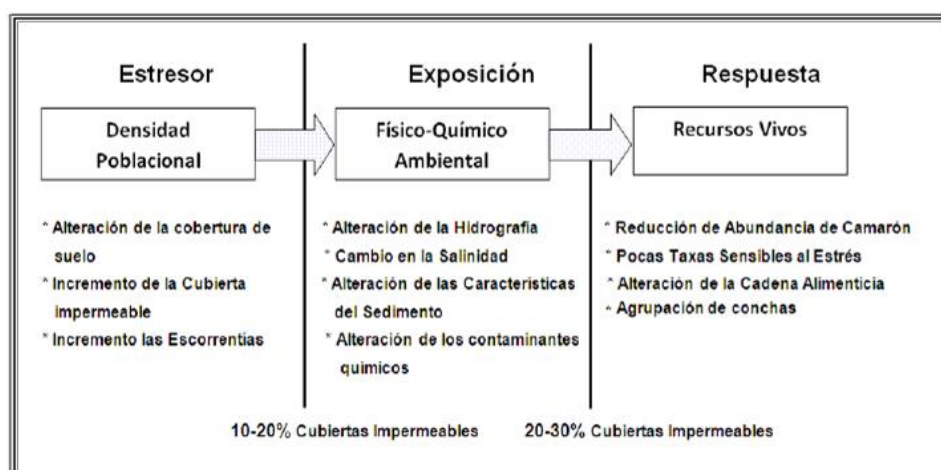 Estresor
Densidad
Poblacional
* Alteración de la cobertura de
suelo
* Incremento de la Cubierta
impermeable
* Incremento las Escorrentias
Exposición
Físico-Químico
Ambiental
* Alteración de la Hidrografía
* Cambio en la Salinidad
* Alteración de las Características
del Sedimento
* Alteración de los contaminantes
quimicos
Respuesta
Recursos Vivos
* Reducción de Abundancia de Camarón
* Pocas Taxas Sensibles al Estrés
* Alteración de la Cadena Alimenticia
* Agrupación de conchas
10-20% Cubiertas Impermeables
20-30% Cubiertas Impermeables